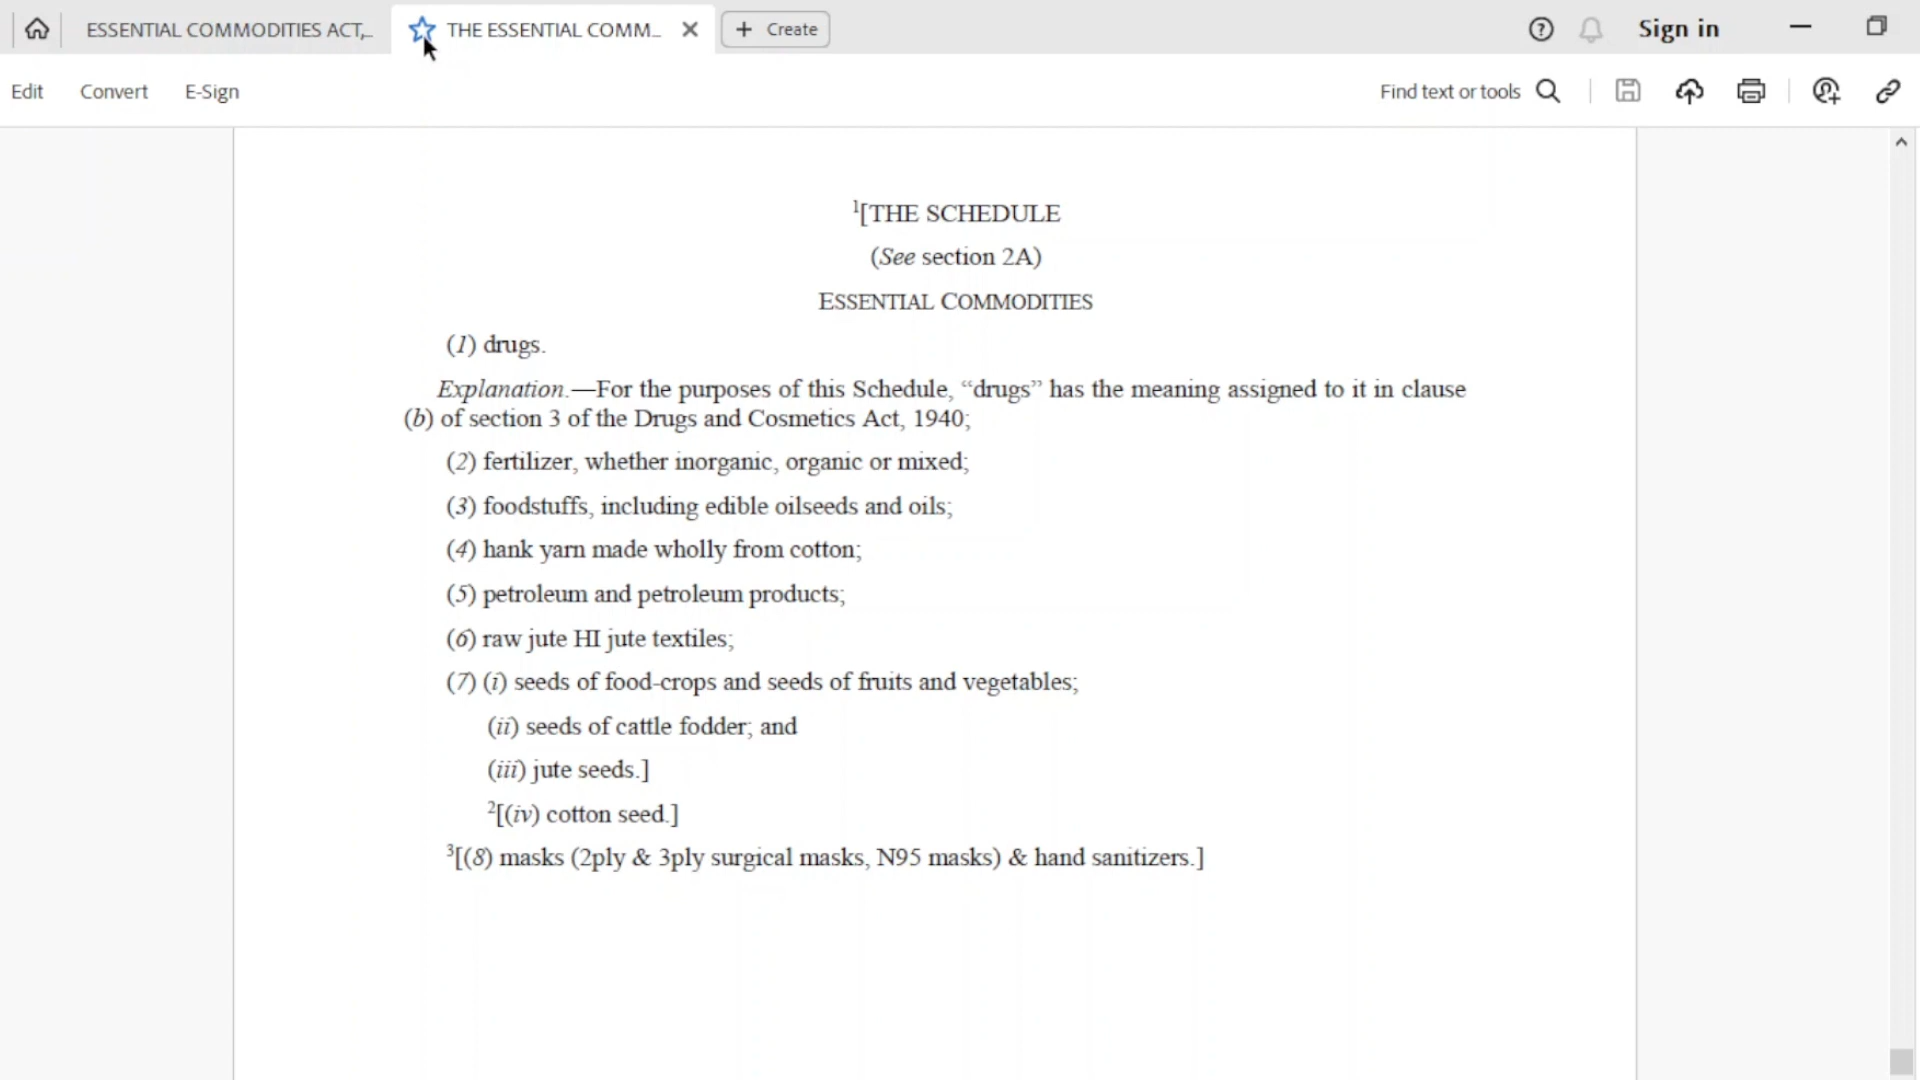 ESSENTIAL COMMODITIES ACT,...
THE ESSENTIAL COMM...
+ Create
Sign in
Edit
Convert
E-Sign
Find text or tools
1[THE SCHEDULE
(See section 2A)
ESSENTIAL COMMODITIES
(1) drugs.
Explanation.—For the purposes of this Schedule, “drugs” has the meaning assigned to it in clause
(b) of section 3 of the Drugs and Cosmetics Act, 1940;
(2) fertilizer, whether inorganic, organic or mixed;
(3) foodstuffs, including edible oilseeds and oils;
(4) hank yarn made wholly from cotton;
(5) petroleum and petroleum products;
(6) raw jute HI jute textiles;
(7) (i) seeds of food-crops and seeds of fruits and vegetables;
(ii) seeds of cattle fodder; and
(iii) jute seeds.]
2[(iv) cotton seed.]
3[(8) masks (2ply & 3ply surgical masks, N95 masks) & hand sanitizers.]